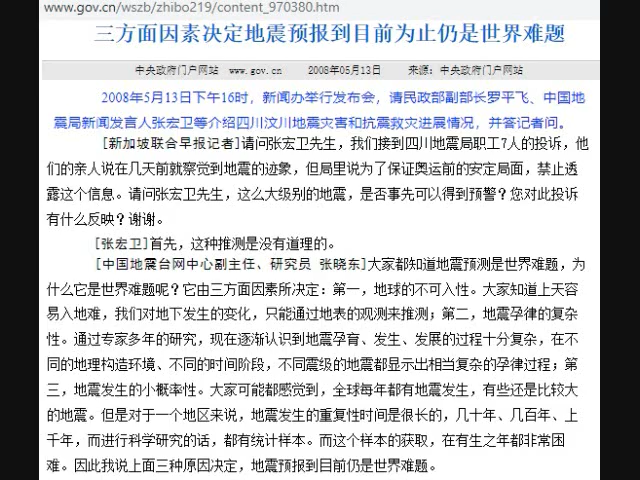 www.gov.cn/wszb/zhibo219/content_970380.htm
三方面因素决定地震预报到目前为止仍是世界难题
中央政府门户网站 www.gov.cn 2008年05月13日 来源：中央政府门户网站
2008年5月13日下午16时，新闻办举行发布会，请民政部副部长罗平飞、中国地
震局新闻发言人张宏卫等介绍四川汶川地震灾害和抗震救灾进展情况，并答记者问。
[新加坡联合早报记者]请问张宏卫先生，我们接到四川地震局职工7人的投诉，他
们的亲人说在几天前就察觉到地震的迹象，但局里说为了保证奥运前的安定局面，禁止透
露这个信息。请问张宏卫先生，这么大级别的地震，是否事先可以得到预警？您对此投诉
有什么反映？谢谢。
[张宏卫]首先，这种推测是没有道理的。
[中国地震台网中心副主任、研究员 张晓东]大家都知道地震预测是世界难题，为
什么它是世界难题呢？它由三方面因素所决定：第一，地球的不可入性。大家知道上天容
易入地难，我们对地下发生的变化，只能通过地表的观测来推测；第二，地震孕律的复杂
性。通过专家多年的研究，现在逐渐认识到地震孕育、发生、发展的过程十分复杂，在不
同的地理构造环境、不同的时间阶段，不同震级的地震都显示出相当复杂的孕律过程；第
三，地震发生的小概率性。大家可能都感觉到，全球每年都有地震发生，有些还是比较大
的地震。但是对于一个地区来说，地震发生的重复性时间是很长的，几十年、几百年、上
千年，而进行科学研究的话，都有统计样本。而这个样本的获取，在有生之年都非常困
难。因此我说上面三种原因决定，地震预报到目前仍是世界难题。